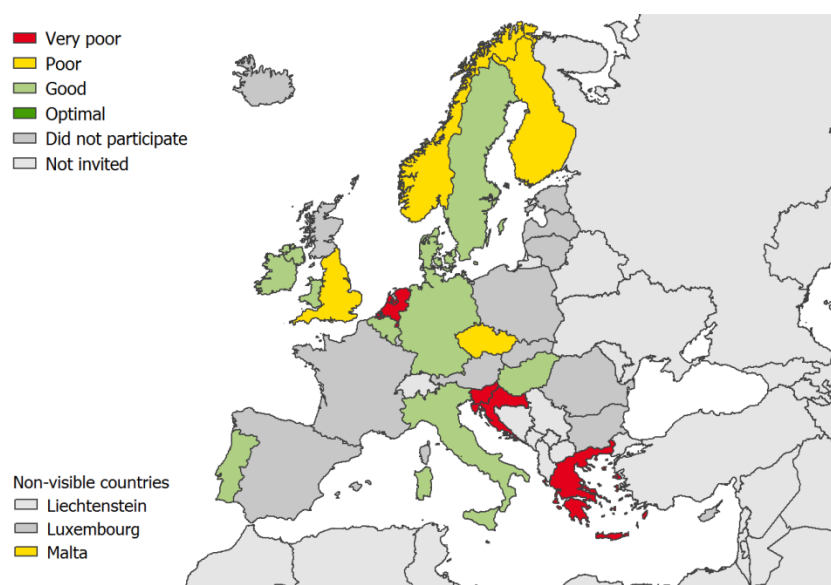 Very poor
Poor
Good
Optimal
Did not participate
Not invited
Non-visible countries
Liechtenstein
Luxembourg
Malta